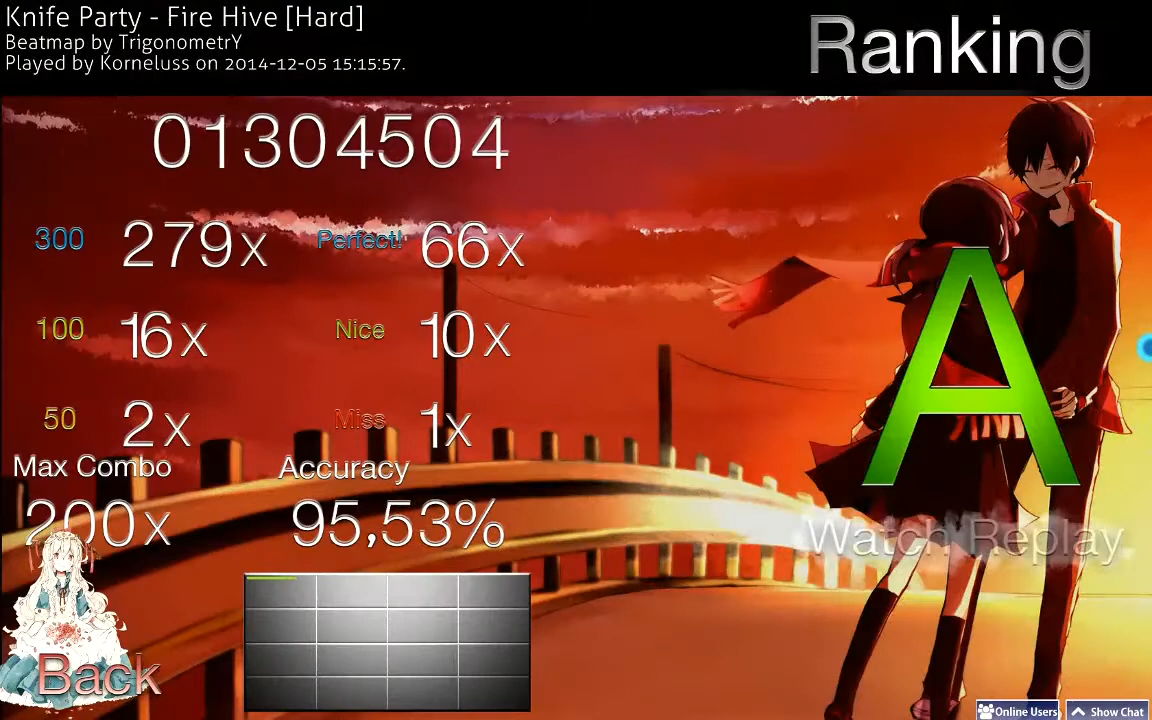 Knife Party - Fire Hive [Hard]
Beatmap by TrigonometrY
Played by Korneluss on 2014-12-05 15:15:57.
Ranking
01304504
300 279x Perfect! 66x
100 16x Nice 10x
50 2x Miss 1x
Max Combo Accuracy
200x 95,53%
A
Watch Replay
Back
Online Users Show Chat